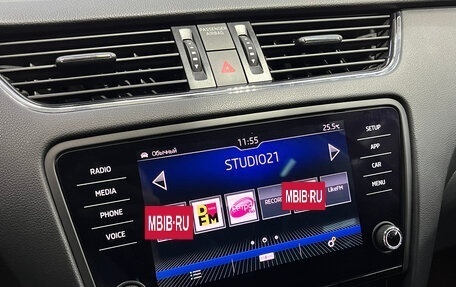 PASSENGER
AIRBAG
11:55
25.5°C
Обычный
STUDIO21
RADIO
MEDIA
PHONE
VOICE
SETUP
APP
CAR
MENU
DFM
ретро
RECORD
LikeFM
MBIB·RU
MBIB·RU